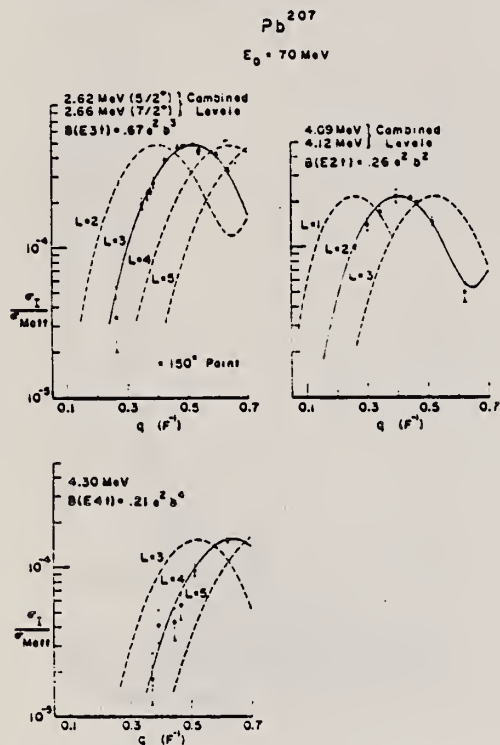 Pb207
E0 = 70 MeV
2.62 MeV (5/2+) } Combined
2.66 MeV (7/2+) } Levels
B(E3↑) = .67 e² b³
L=2
L=3
L=4
L=5
10-4
10-5
σI
σMott
∘ 150° Point
0.1 0.3 0.5 0.7
q (F-1)
4.09 MeV } Combined
4.12 MeV } Levels
B(E2↑) = .26 e² b²
L=1
L=2
L=3
0.1 0.3 0.5 0.7
q (F-1)
4.30 MeV
B(E4↑) = .21 e² b⁴
L=3
L=4
L=5
10-4
10-5
σI
σMott
0.1 0.3 0.5 0.7
q (F-1)